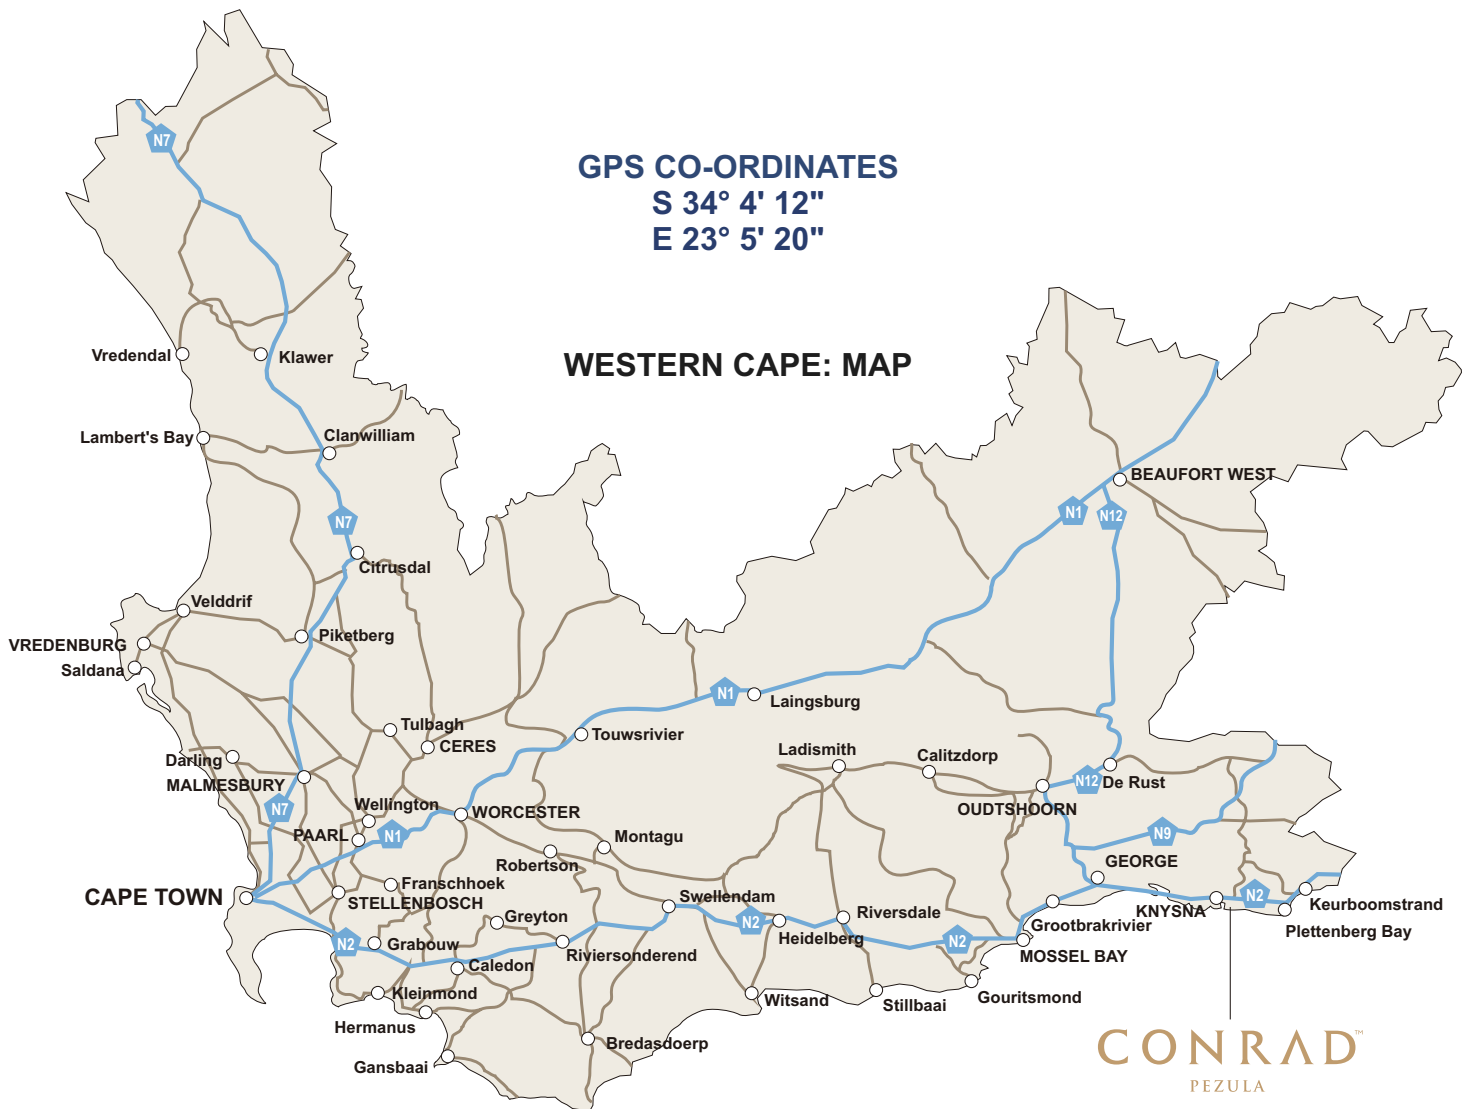 GPS CO-ORDINATES
S 34° 4' 12"
E 23° 5' 20"
WESTERN CAPE: MAP
N7
Vredendal
Klawer
Lambert's Bay
Clanwilliam
BEAUFORT WEST
N1
N12
N7
Citrusdal
Velddrif
Piketberg
VREDENBURG
Saldana
N1
Laingsburg
Tulbagh
Touwsrivier
CERES
Ladismith
Calitzdorp
Darling
MALMESBURY
N12
De Rust
Wellington
OUDTSHOORN
N7
WORCESTER
PAARL
N1
Montagu
N9
Robertson
GEORGE
Franschhoek
CAPE TOWN
STELLENBOSCH
Swellendam
N2
Keurboomstrand
KNYSNA
Greyton
Riversdale
N2
Grootbrakrivier
Plettenberg Bay
Heidelberg
N2
Grabouw
N2
Riviersonderend
MOSSEL BAY
Caledon
Kleinmond
Witsand
Stillbaai
Gouritsmond
Hermanus
Bredasdoerp
Gansbaai
CONRAD™
PEZULA